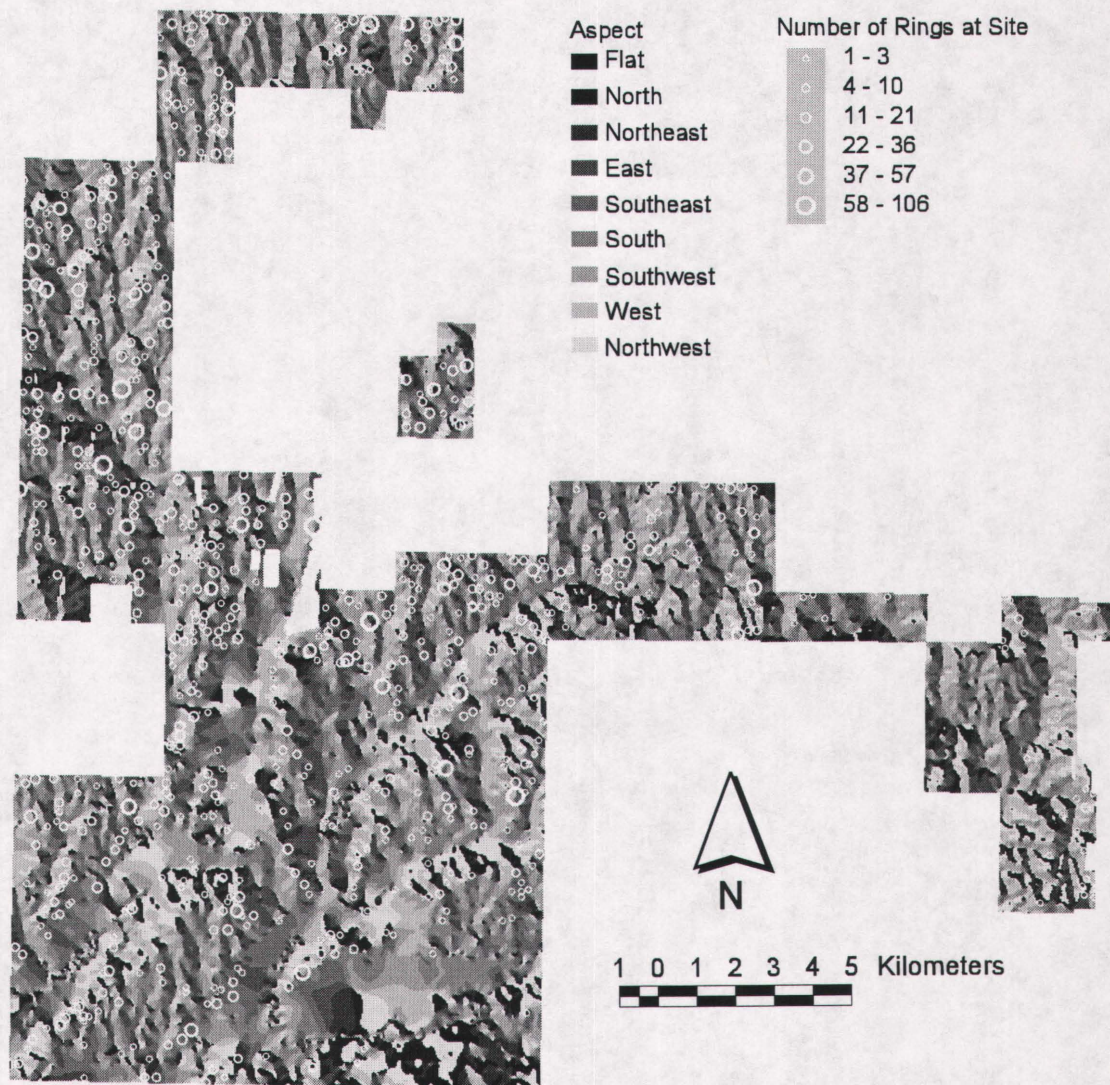 Aspect
Flat
North
Northeast
East
Southeast
South
Southwest
West
Northwest
Number of Rings at Site
1 - 3
4 - 10
11 - 21
22 - 36
37 - 57
58 - 106
N
1 0 1 2 3 4 5 Kilometers